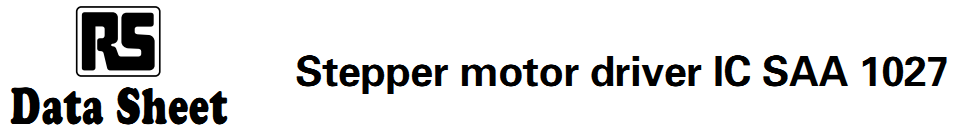 RS
Data Sheet
Stepper motor driver IC SAA 1027